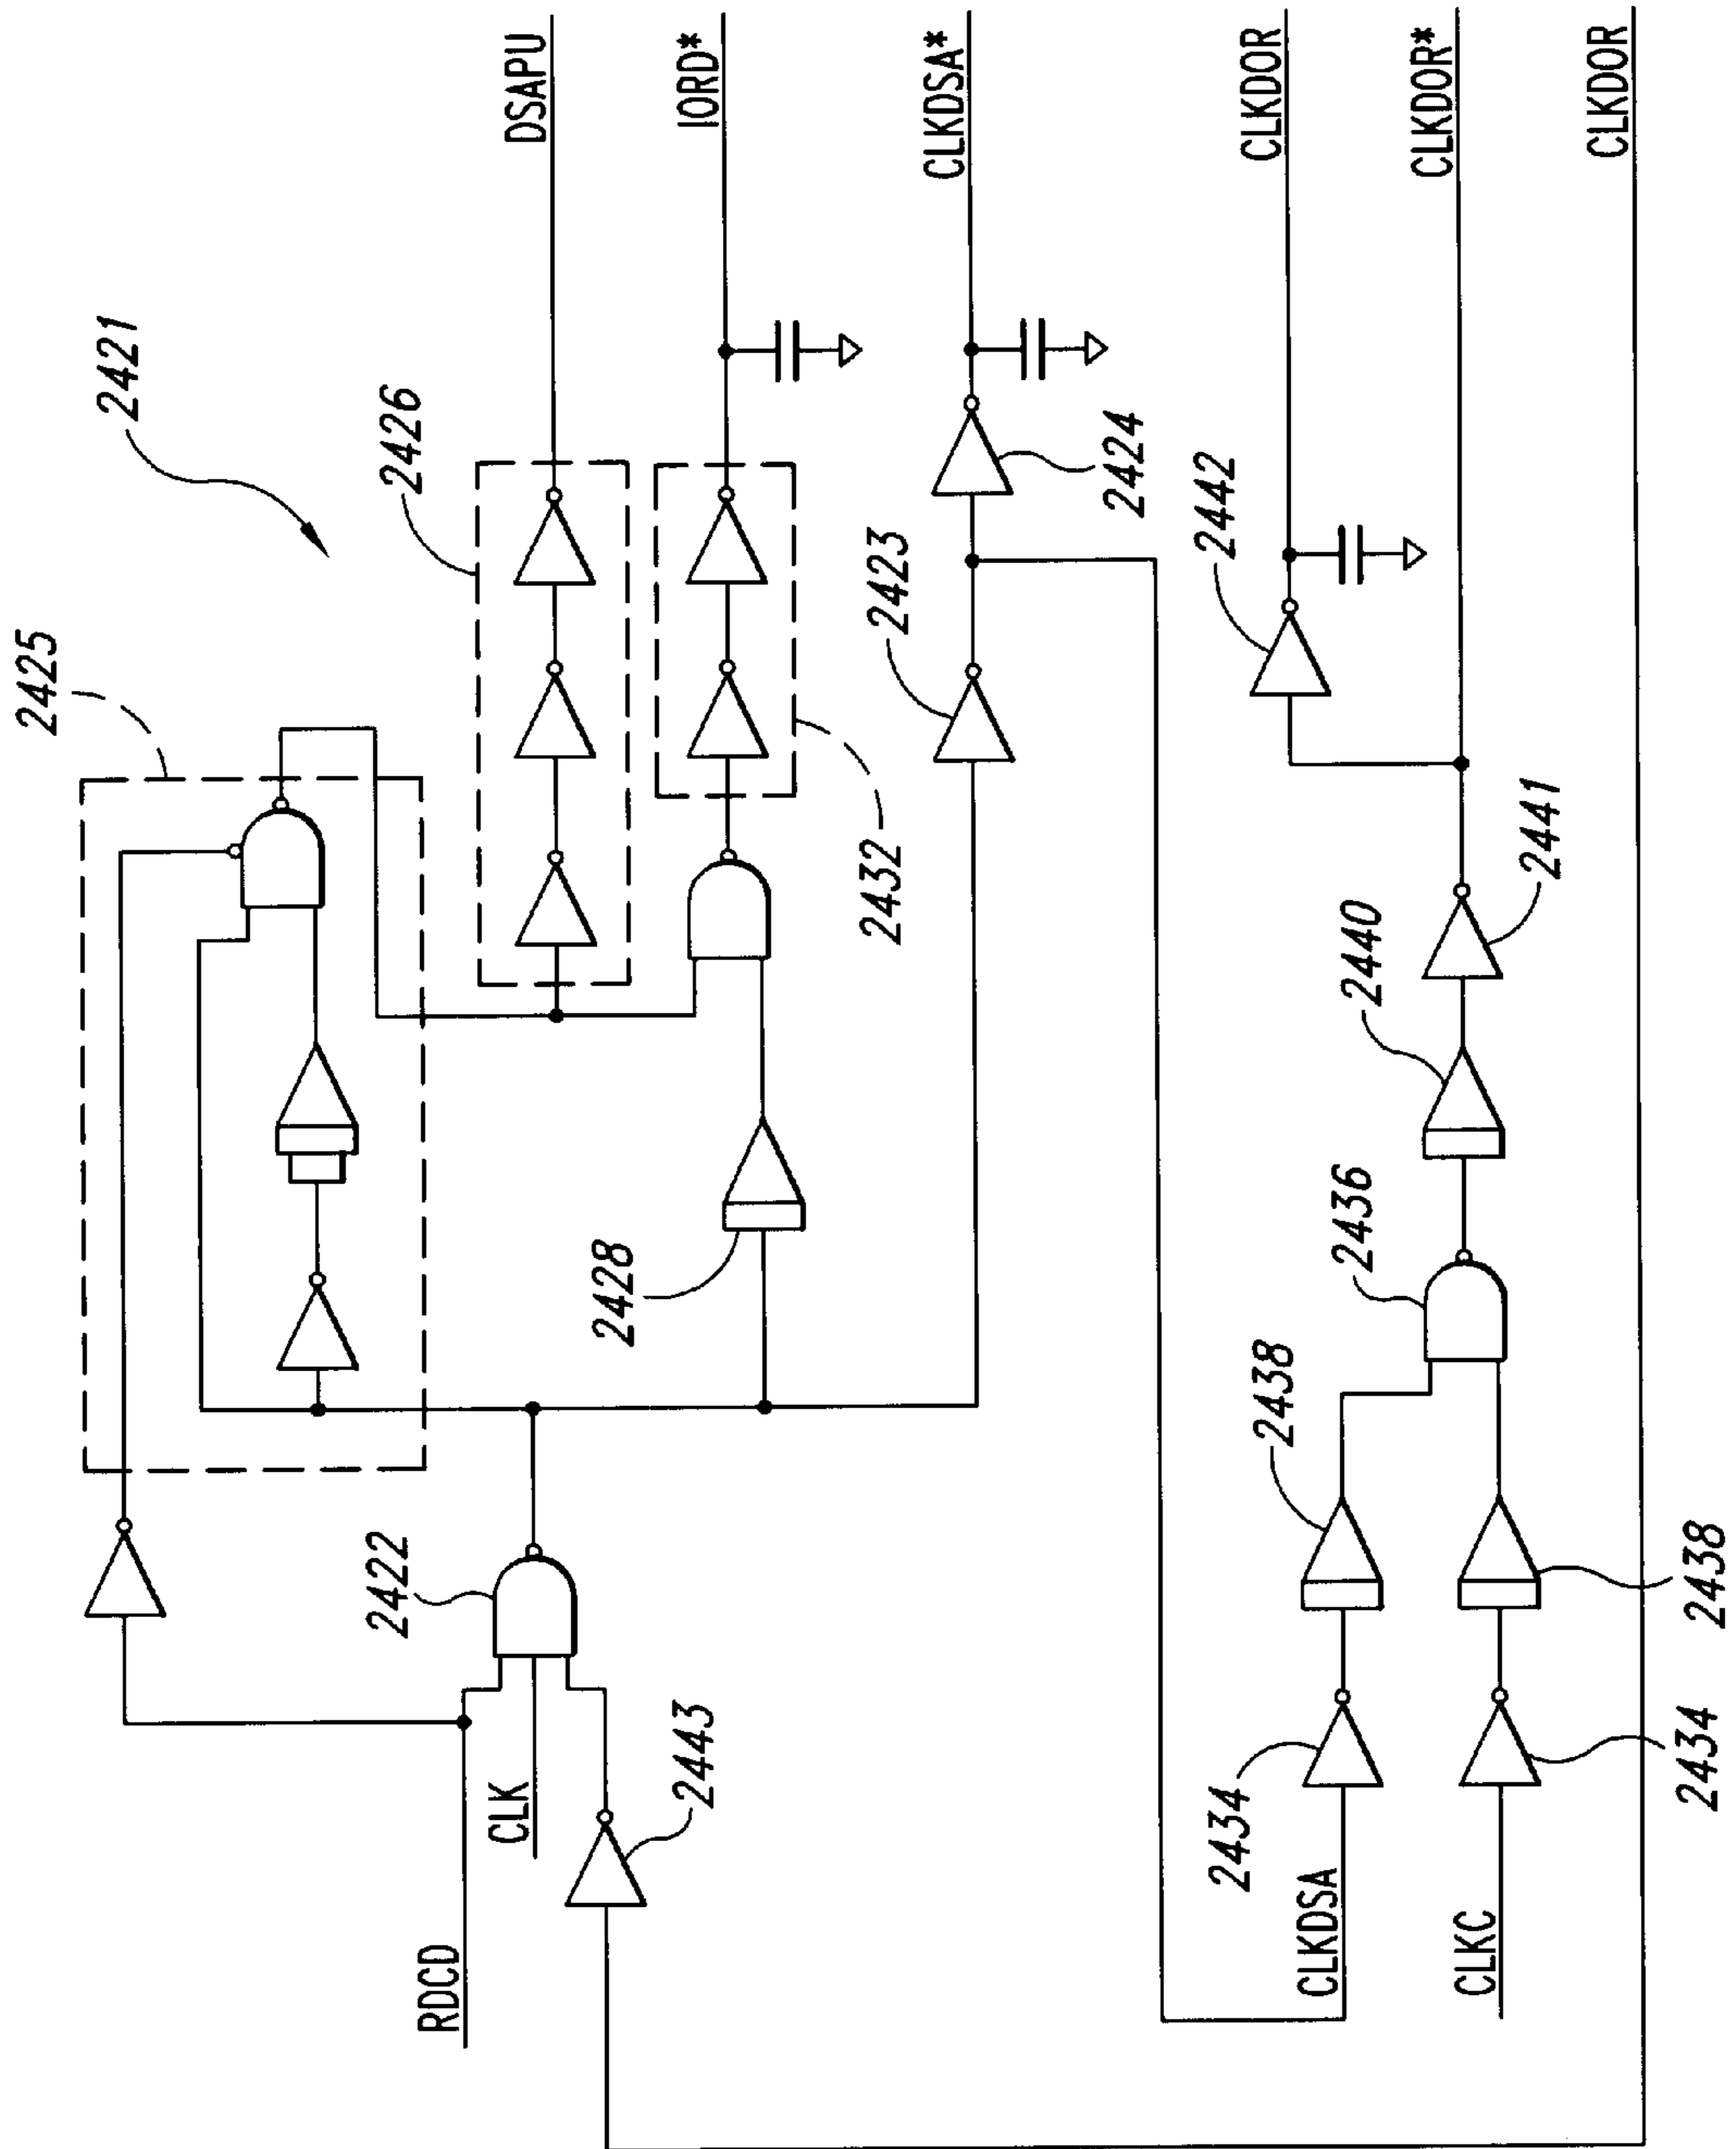 2421
2425
2426
DSAPU
IORD*
2432
2428
2422
RDCD
CLK
2443
2423
2424
CLKDSA*
2442
CLKDOR
CLKDOR*
CLKDOR
2441
2440
2436
2438
2438
2434
2434
CLKDSA
CLKC